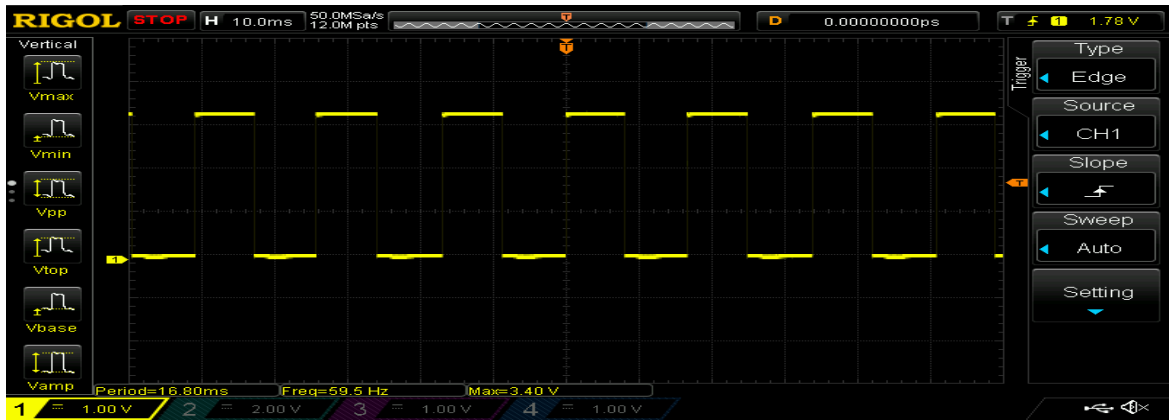 RIGOL STOP H 10.0ms 50.0MSa/s 12.0M pts T D 0.00000000ps T 1 1.78 V
Vertical
Vmax
Vmin
Vpp
Vtop
Vbase
Vamp
T
T
1
Trigger
Type
Edge
Source
CH1
Slope
Sweep
Auto
Setting
Period=16.80ms Freq=59.5 Hz Max=3.40 V
1 = 1.00 V 2 = 2.00 V 3 = 1.00 V 4 = 1.00 V